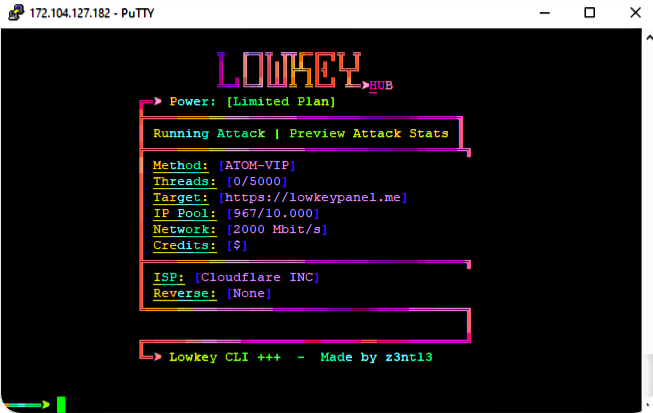 172.104.127.182 - PuTTY
LOWKEY
HUB
Power: [Limited Plan]
Running Attack | Preview Attack Stats
Method: [ATOM-VIP]
Threads: [0/5000]
Target: [https://lowkeypanel.me]
IP Pool: [967/10.000]
Network: [2000 Mbit/s]
Credits: [$]
ISP: [Cloudflare INC]
Reverse: [None]
Lowkey CLI +++ - Made by z3ntl3